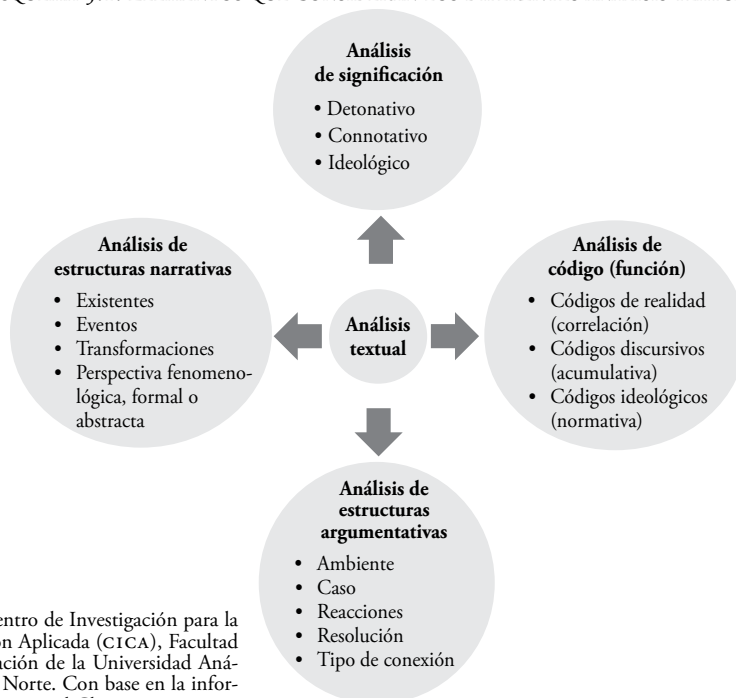 Análisis
de significación
• Detonativo
• Connotativo
• Ideológico
Análisis de
estructuras narrativas
• Existentes
• Eventos
• Transformaciones
• Perspectiva fenomeno-
lógica, formal o
abstracta
Análisis
textual
Análisis de
código (función)
• Códigos de realidad
(correlación)
• Códigos discursivos
(acumulativa)
• Códigos ideológicos
(normativa)
Análisis de
estructuras
argumentativas
• Ambiente
• Caso
• Reacciones
• Resolución
• Tipo de conexión
entro de Investigación para la
ón Aplicada (CICA), Facultad
ación de la Universidad Aná-
Norte. Con base en la infor-